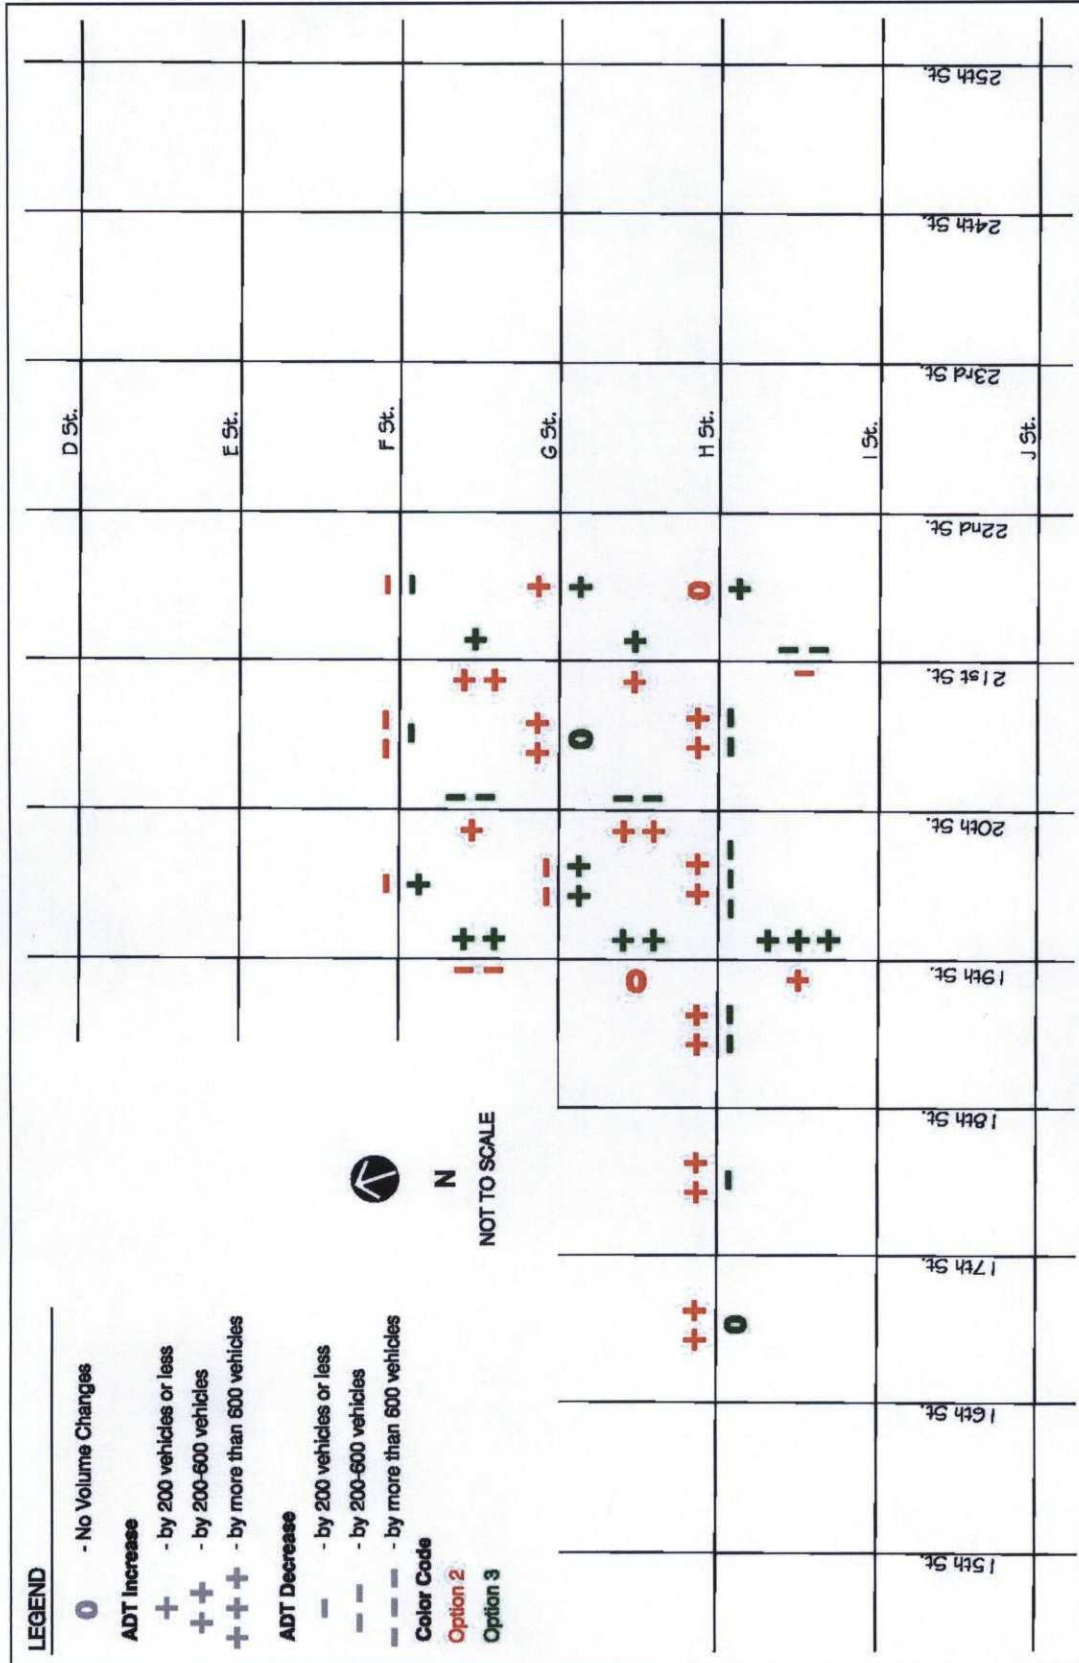 LEGEND
O - No Volume Changes
ADT Increase
+ - by 200 vehicles or less
++ - by 200-600 vehicles
+++ - by more than 600 vehicles
ADT Decrease
– - by 200 vehicles or less
– – - by 200-600 vehicles
– – – - by more than 600 vehicles
Color Code
Option 2
Option 3
N
NOT TO SCALE
D St.
E St.
F St.
G St.
H St.
I St.
J St.
15th St.
16th St.
17th St.
18th St.
19th St.
20th St.
21st St.
22nd St.
23rd St.
24th St.
25th St.